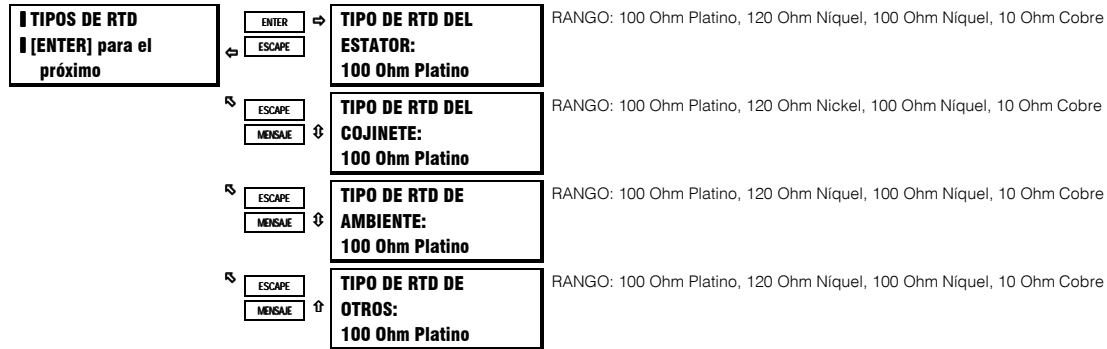 TIPOS DE RTD
[ENTER] para el
próximo
ENTER
ESCAPE
TIPO DE RTD DEL
ESTATOR:
100 Ohm Platino
RANGO: 100 Ohm Platino, 120 Ohm Níquel, 100 Ohm Níquel, 10 Ohm Cobre
ESCAPE
MENSAJE
TIPO DE RTD DEL
COJINETE:
100 Ohm Platino
RANGO: 100 Ohm Platino, 120 Ohm Nickel, 100 Ohm Níquel, 10 Ohm Cobre
ESCAPE
MENSAJE
TIPO DE RTD DE
AMBIENTE:
100 Ohm Platino
RANGO: 100 Ohm Platino, 120 Ohm Níquel, 100 Ohm Níquel, 10 Ohm Cobre
ESCAPE
MENSAJE
TIPO DE RTD DE
OTROS:
100 Ohm Platino
RANGO: 100 Ohm Platino, 120 Ohm Níquel, 100 Ohm Níquel, 10 Ohm Cobre